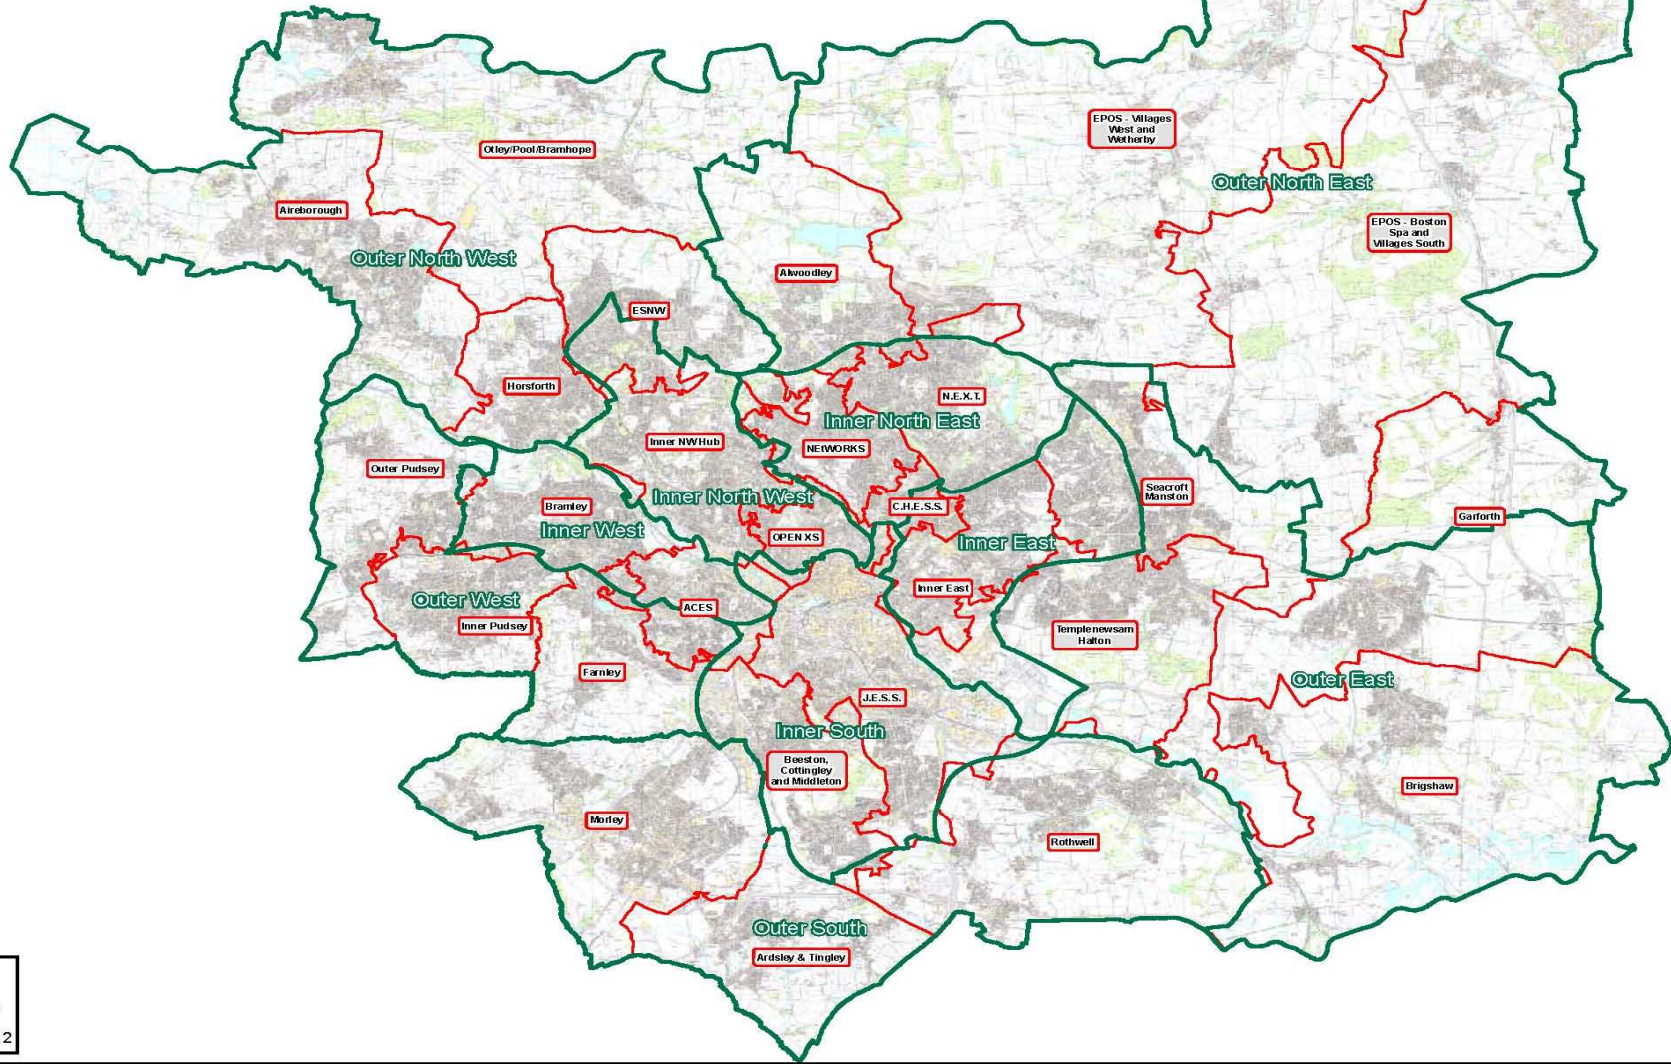 EPOS - Villages
West and
Wetherby
Otley/Pool/Bramhope
Outer North East
Aireborough
EPOS - Boston
Spa and
Villages South
Outer North West
Alwoodley
ESNW
Horsforth
N.E.X.T.
Inner North East
Inner NW Hub
NEtWORKS
Outer Pudsey
Seacroft
Manston
Inner North West
Bramley
C.H.E.S.S.
Garforth
Inner West
OPEN XS
Inner East
Inner East
Outer West
ACES
Inner Pudsey
Templenewsam
Halton
Farnley
Outer East
J.E.S.S.
Inner South
Beeston,
Cottingley
and Middleton
Brigshaw
Morley
Rothwell
Outer South
Ardsley & Tingley
2